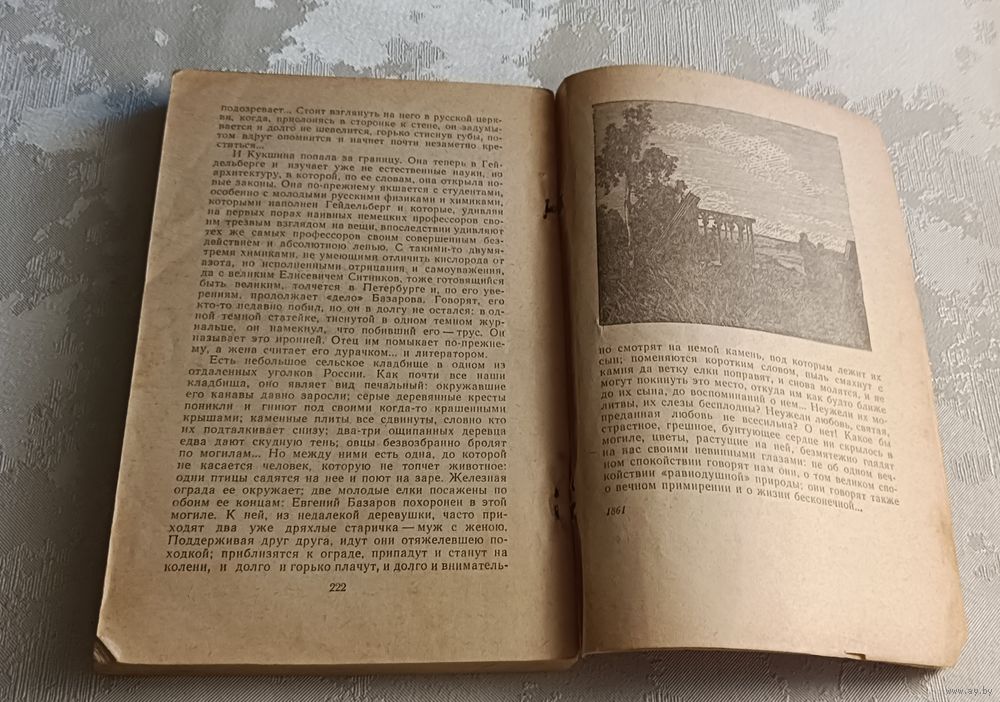 подозревает... Стоит взглянуть на него в русской церк-
ви, когда, прислонясь в сторонке к стене, он задумы-
вается и долго не шевелится, горько стиснув губы, по-
том вдруг опомнится и начнет почти незаметно кре-
ститься...
И Кукшина попала за границу. Она теперь в Гей-
дельберге и изучает уже не естественные науки, но
архитектуру, в которой, по ее словам, она открыла но-
вые законы. Она по-прежнему якшается с студентами,
особенно с молодыми русскими физиками и химиками,
которыми наполнен Гейдельберг и которые, удивляя
на первых порах наивных немецких профессоров сво-
им трезвым взглядом на вещи, впоследствии удивляют
тех же самых профессоров своим совершенным без-
действием и абсолютною ленью. С такими-то двумя-
тремя химиками, не умеющими отличить кислорода от
азота, но исполненными отрицания и самоуважения,
да с великим Елисевичем Ситников, тоже готовящийся
быть великим, толчется в Петербурге и, по его уве-
рениям, продолжает «дело» Базарова. Говорят, его
кто-то недавно побил, но он в долгу не остался: в од-
ной темной статейке, тиснутой в одном темном жур-
нальце, он намекнул, что побивший его — трус. Он
называет это иронией. Отец им помыкает по-прежне-
му, а жена считает его дурачком... и литератором.
Есть небольшое сельское кладбище в одном из
отдаленных уголков России. Как почти все наши
кладбища, оно являет вид печальный: окружавшие
его канавы давно заросли; серые деревянные кресты
поникли и гниют под своими когда-то крашенными
крышами; каменные плиты все сдвинуты, словно кто
их подталкивает снизу; два-три ощипанных деревца
едва дают скудную тень; овцы безвозбранно бродят
по могилам... Но между ними есть одна, до которой
не касается человек, которую не топчет животное:
одни птицы садятся на нее и поют на заре. Железная
ограда ее окружает; две молодые елки посажены по
обоим ее концам: Евгений Базаров похоронен в этой
могиле. К ней, из недалекой деревушки, часто при-
ходят два уже дряхлые старичка — муж с женою.
Поддерживая друг друга, идут они отяжелевшею по-
ходкой; приблизятся к ограде, припадут и станут на
колени, и долго и горько плачут, и долго и вниматель-
222
но смотрят на немой камень, под которым лежит их
сын; поменяются коротким словом, пыль смахнут с
камня да ветку елки поправят, и снова молятся, и не
могут покинуть это место, откуда им как будто ближе
до их сына, до воспоминаний о нем... Неужели их мо-
литвы, их слезы бесплодны? Неужели любовь, святая,
преданная любовь не всесильна? О нет! Какое бы
страстное, грешное, бунтующее сердце ни скрылось в
могиле, цветы, растущие на ней, безмятежно глядят
на нас своими невинными глазами: не об одном веч-
ном спокойствии говорят нам они, о том великом спо-
койствии «равнодушной» природы; они говорят также
о вечном примирении и о жизни бесконечной...
1861
www.ay.by